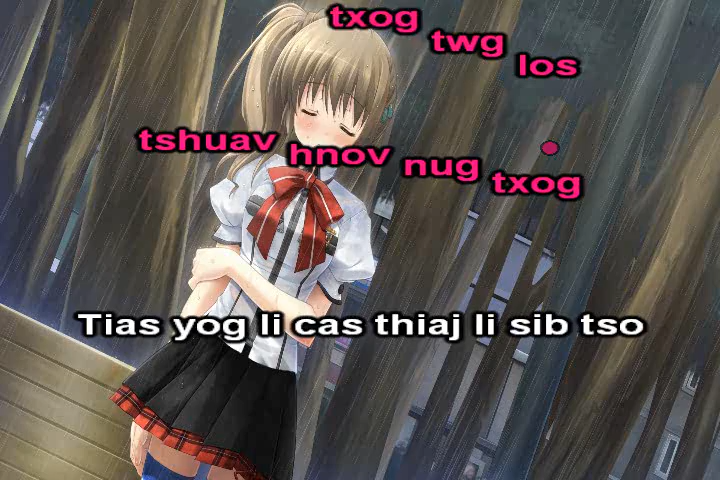 txog twg los
tshuav hnov nug txog
Tias yog li cas thiaj li sib tso